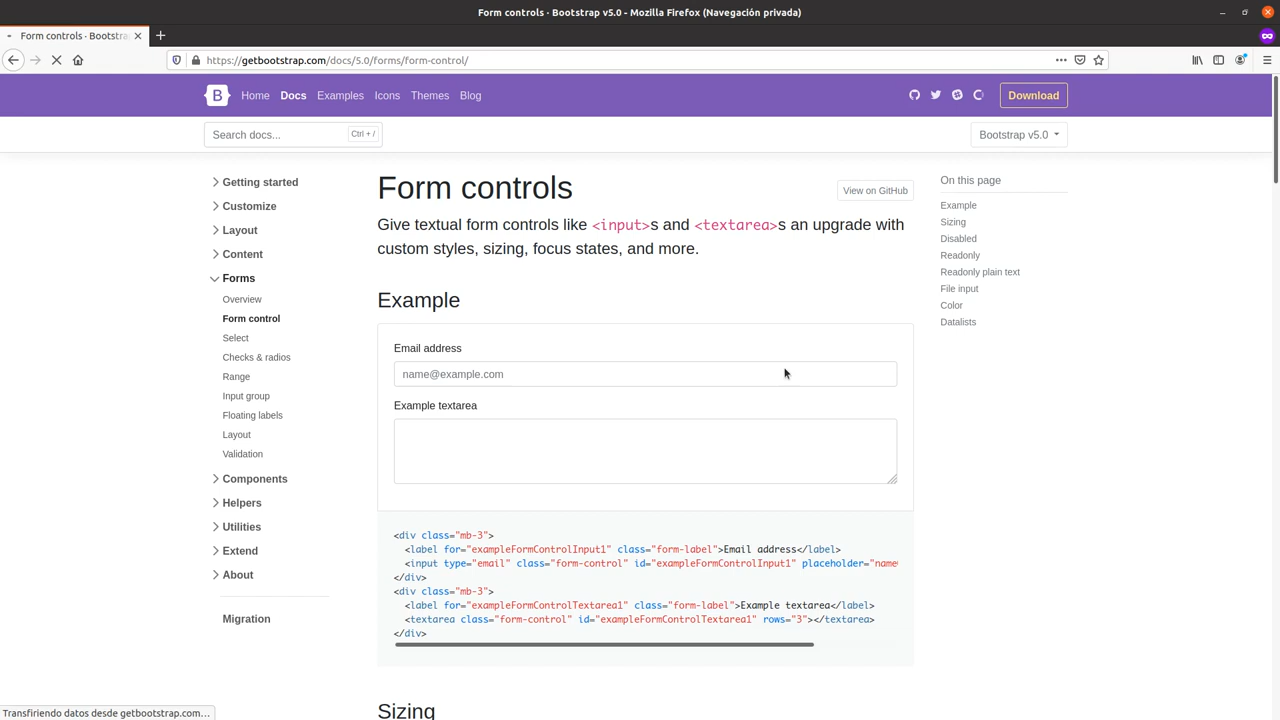 Form controls · Bootstrap v5.0 - Mozilla Firefox (Navegación privada)
Form controls · Bootstra
https://getbootstrap.com/docs/5.0/forms/form-control/
B Home Docs Examples Icons Themes Blog Download
Search docs... Ctrl + / Bootstrap v5.0
Getting started
Customize
Layout
Content
Forms
Overview
Form control
Select
Checks & radios
Range
Input group
Floating labels
Layout
Validation
Components
Helpers
Utilities
Extend
About
Migration
Form controls
View on GitHub
Give textual form controls like <input>s and <textarea>s an upgrade with
custom styles, sizing, focus states, and more.
Example
Email address
name@example.com
Example textarea
<div class="mb-3">
<label for="exampleFormControlInput1" class="form-label">Email address</label>
<input type="email" class="form-control" id="exampleFormControlInput1" placeholder="name
</div>
<div class="mb-3">
<label for="exampleFormControlTextarea1" class="form-label">Example textarea</label>
<textarea class="form-control" id="exampleFormControlTextarea1" rows="3"></textarea>
</div>
Sizing
On this page
Example
Sizing
Disabled
Readonly
Readonly plain text
File input
Color
Datalists
Transfiriendo datos desde getbootstrap.com…